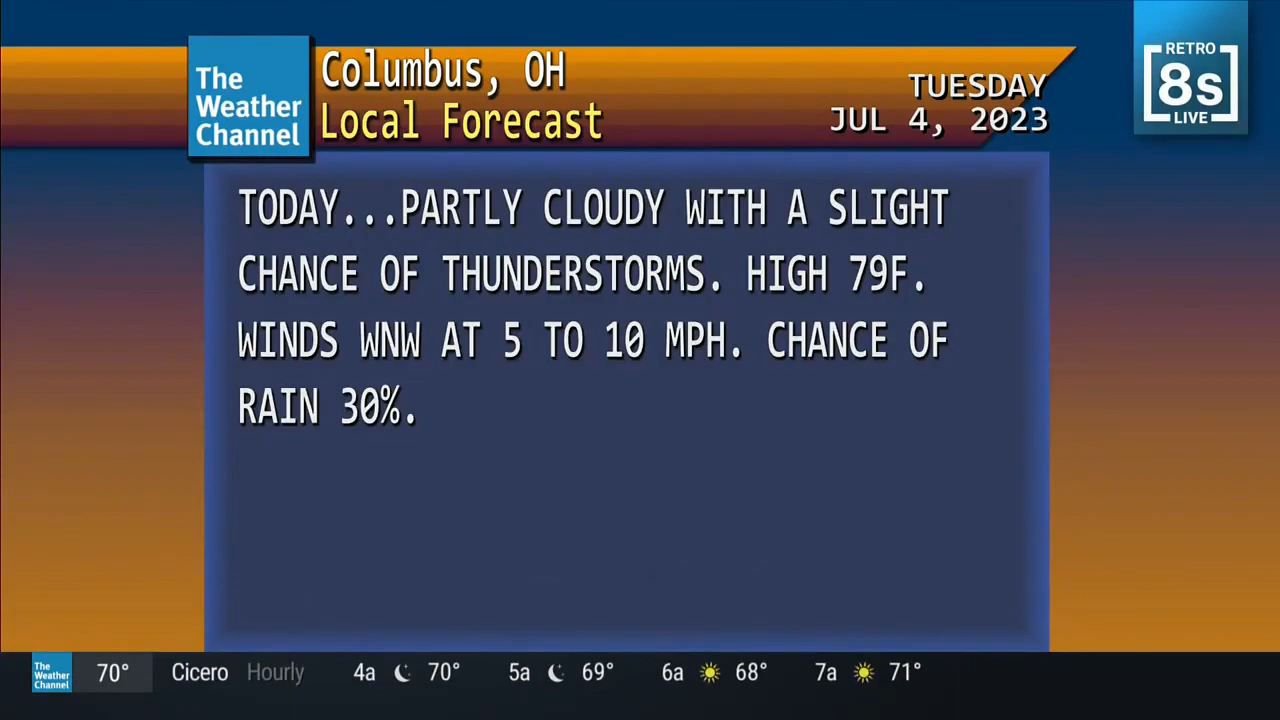 Columbus, OH
Local Forecast
The
Weather
Channel
TUESDAY
JUL 4, 2023
RETRO
8s
LIVE
TODAY...PARTLY CLOUDY WITH A SLIGHT
CHANCE OF THUNDERSTORMS. HIGH 79F.
WINDS WNW AT 5 TO 10 MPH. CHANCE OF
RAIN 30%.
The
Weather
Channel
70° Cicero Hourly 4a 70° 5a 69° 6a 68° 7a 71°